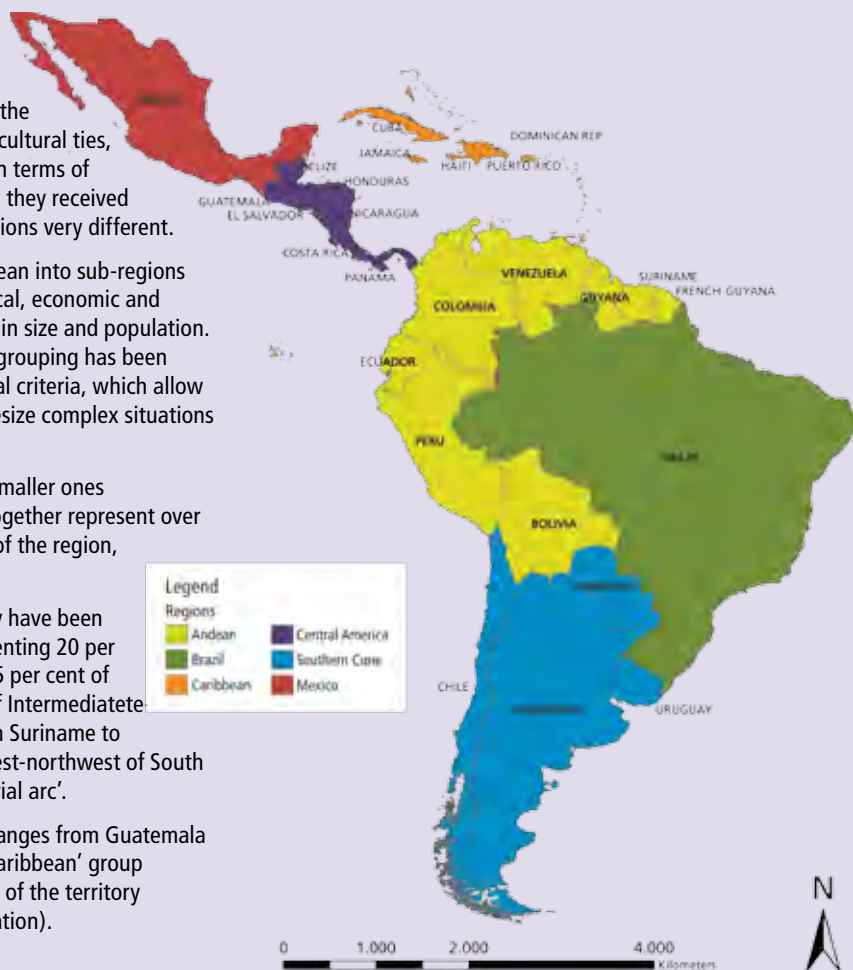 the
cultural ties,
n terms of
they received
ions very different.
ean into sub-regions
cal, economic and
in size and population.
grouping has been
al criteria, which allow
esize complex situations
maller ones
ogether represent over
of the region,
y have been
enting 20 per
5 per cent of
f Intermediatete
n Suriname to
est-northwest of South
rial arc’.
anges from Guatemala
aribbean’ group
of the territory
ation).
CUBA
DOMINICAN REP
JAMAICA
HAITI
PUERTO RICO
BELIZE
HONDURAS
GUATEMALA
EL SALVADOR
NICARAGUA
COSTA RICA
PANAMA
VENEZUELA
SURINAME
GUYANA
FRENCH GUYANA
COLOMBIA
ECUADOR
PERU
BOLIVIA
CHILE
URUGUAY
Legend
Regions
Andean
Central America
Brazil
Southern Cone
Caribbean
Mexico
N
0 1.000 2.000 4.000
Kilometers